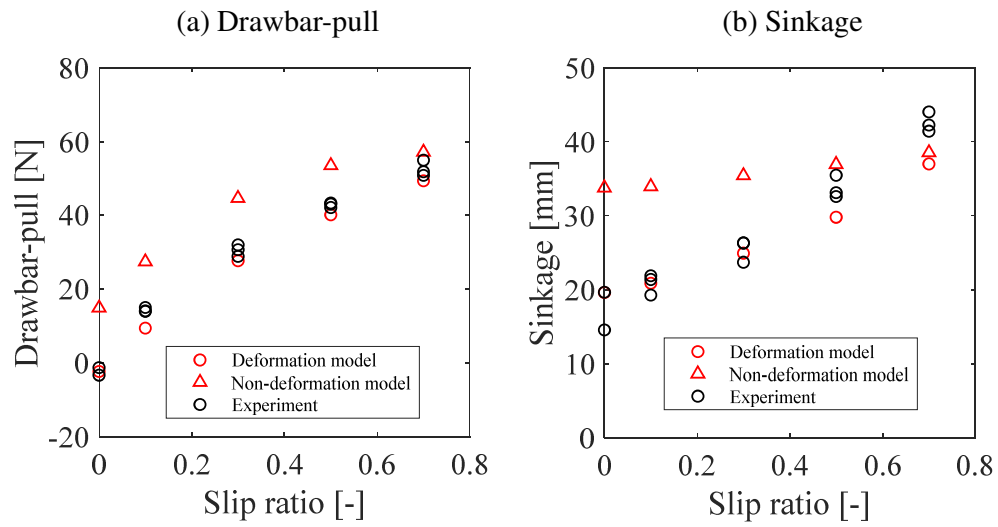 (a) Drawbar-pull
80
60
40
20
0
-20
Drawbar-pull [N]
Deformation model
Non-deformation model
Experiment
0 0.2 0.4 0.6 0.8
Slip ratio [-]
(b) Sinkage
50
40
30
20
10
0
Sinkage [mm]
Deformation model
Non-deformation model
Experiment
0 0.2 0.4 0.6 0.8
Slip ratio [-]